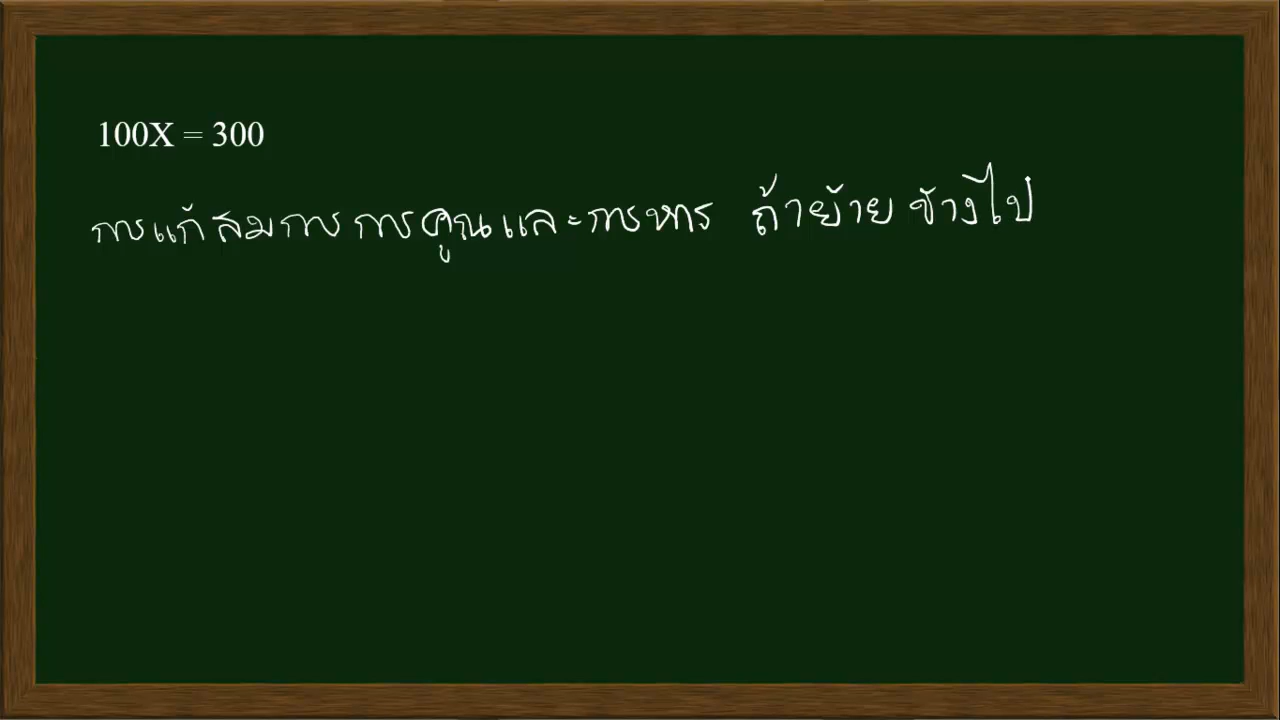 100X = 300
การแก้สมการ การคูณและการหาร ถ้าย้ายข้างไป